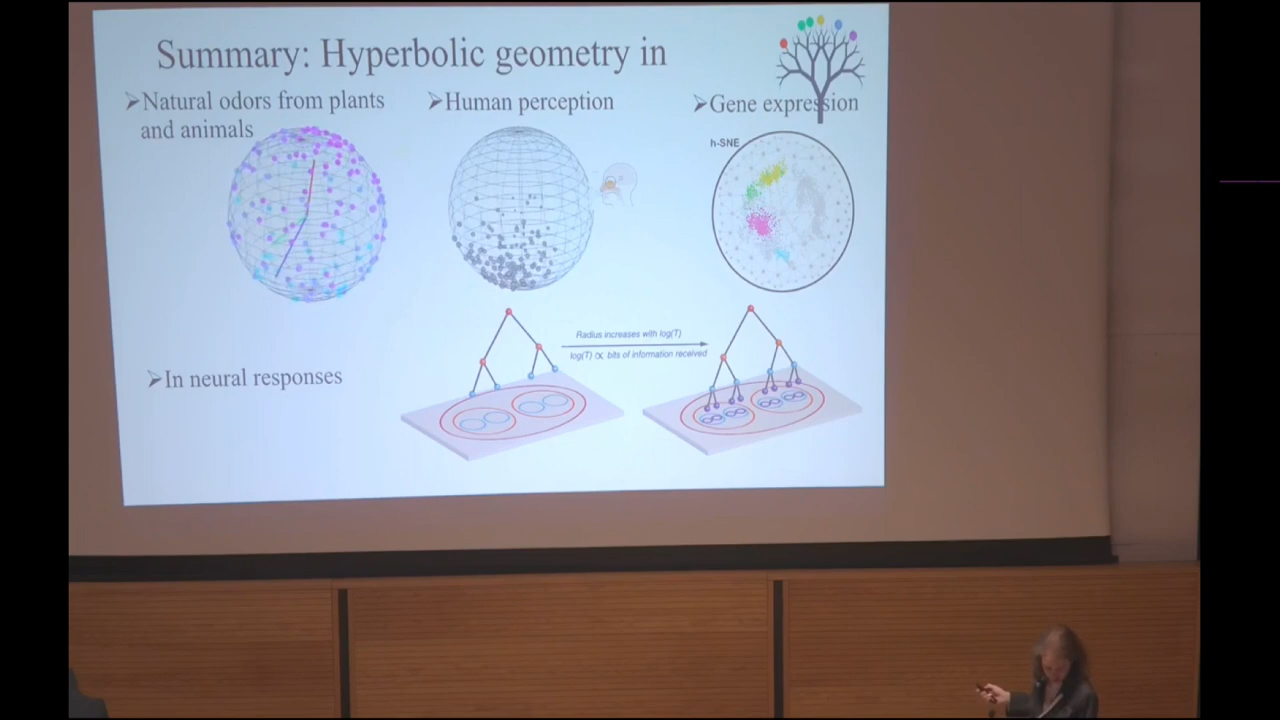 Summary: Hyperbolic geometry in
➢Natural odors from plants
and animals
➢Human perception
➢Gene expression
h-SNE
Radius increases with log(T)
log(T) ∝ bits of information received
➢In neural responses